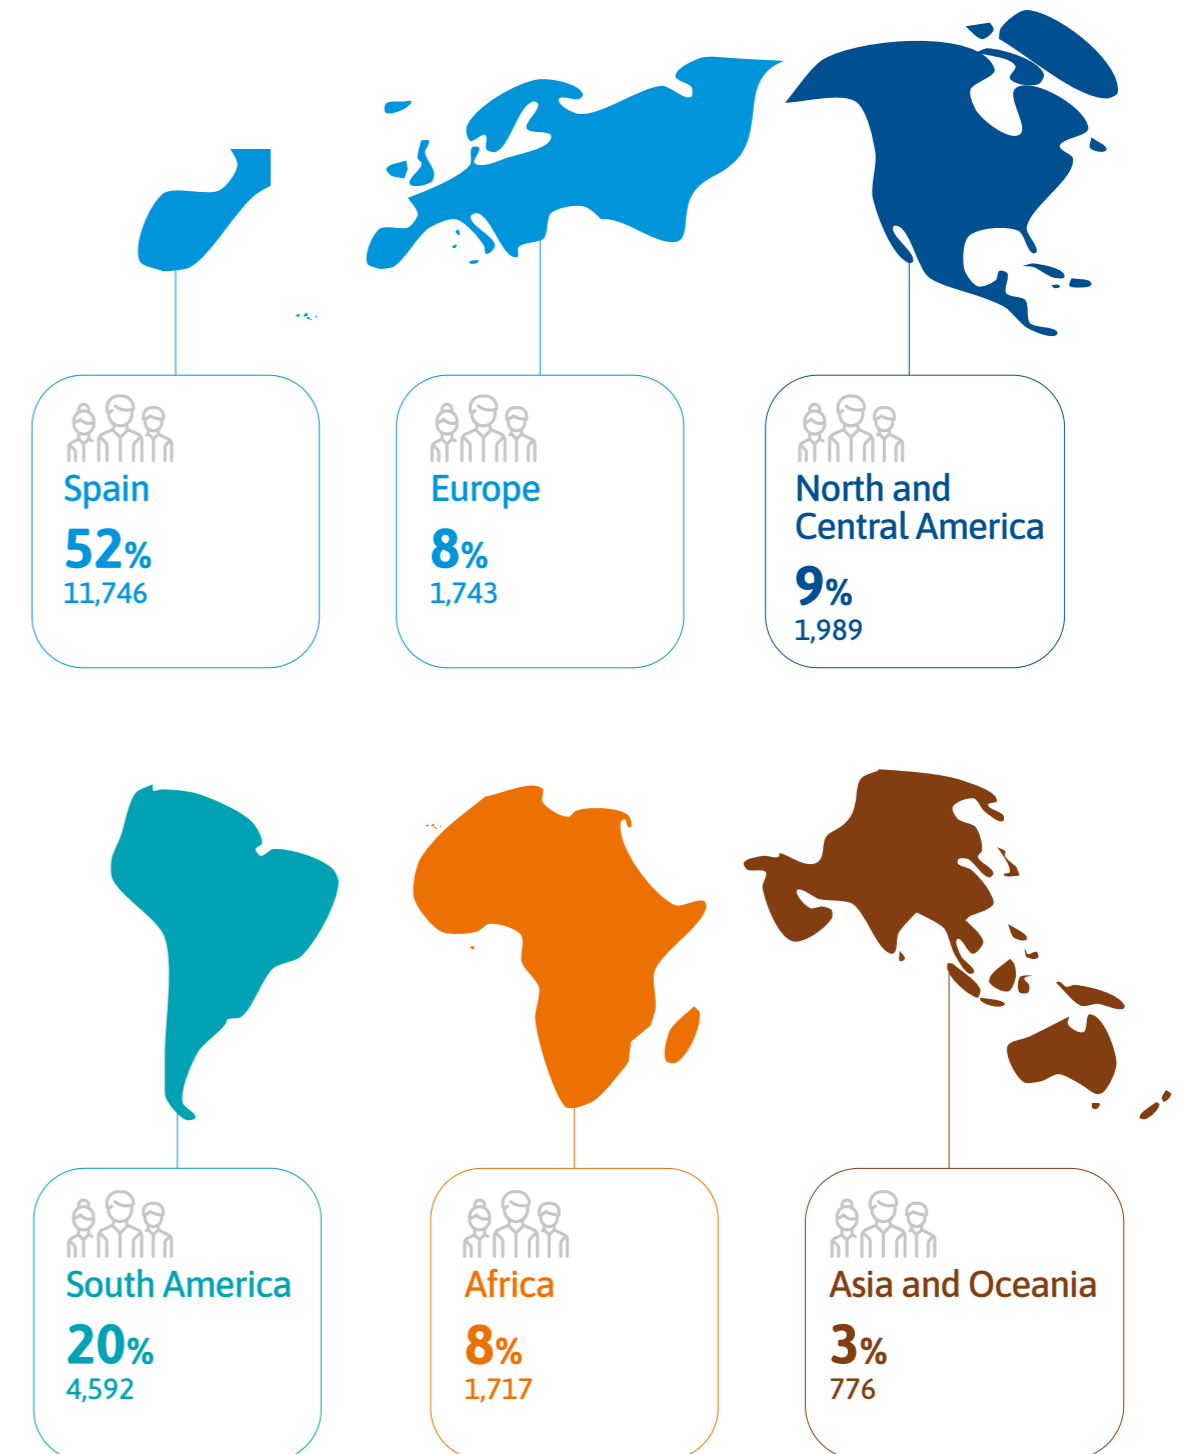 Spain
52%
11,746
Europe
8%
1,743
North and
Central America
9%
1,989
South America
20%
4,592
Africa
8%
1,717
Asia and Oceania
3%
776